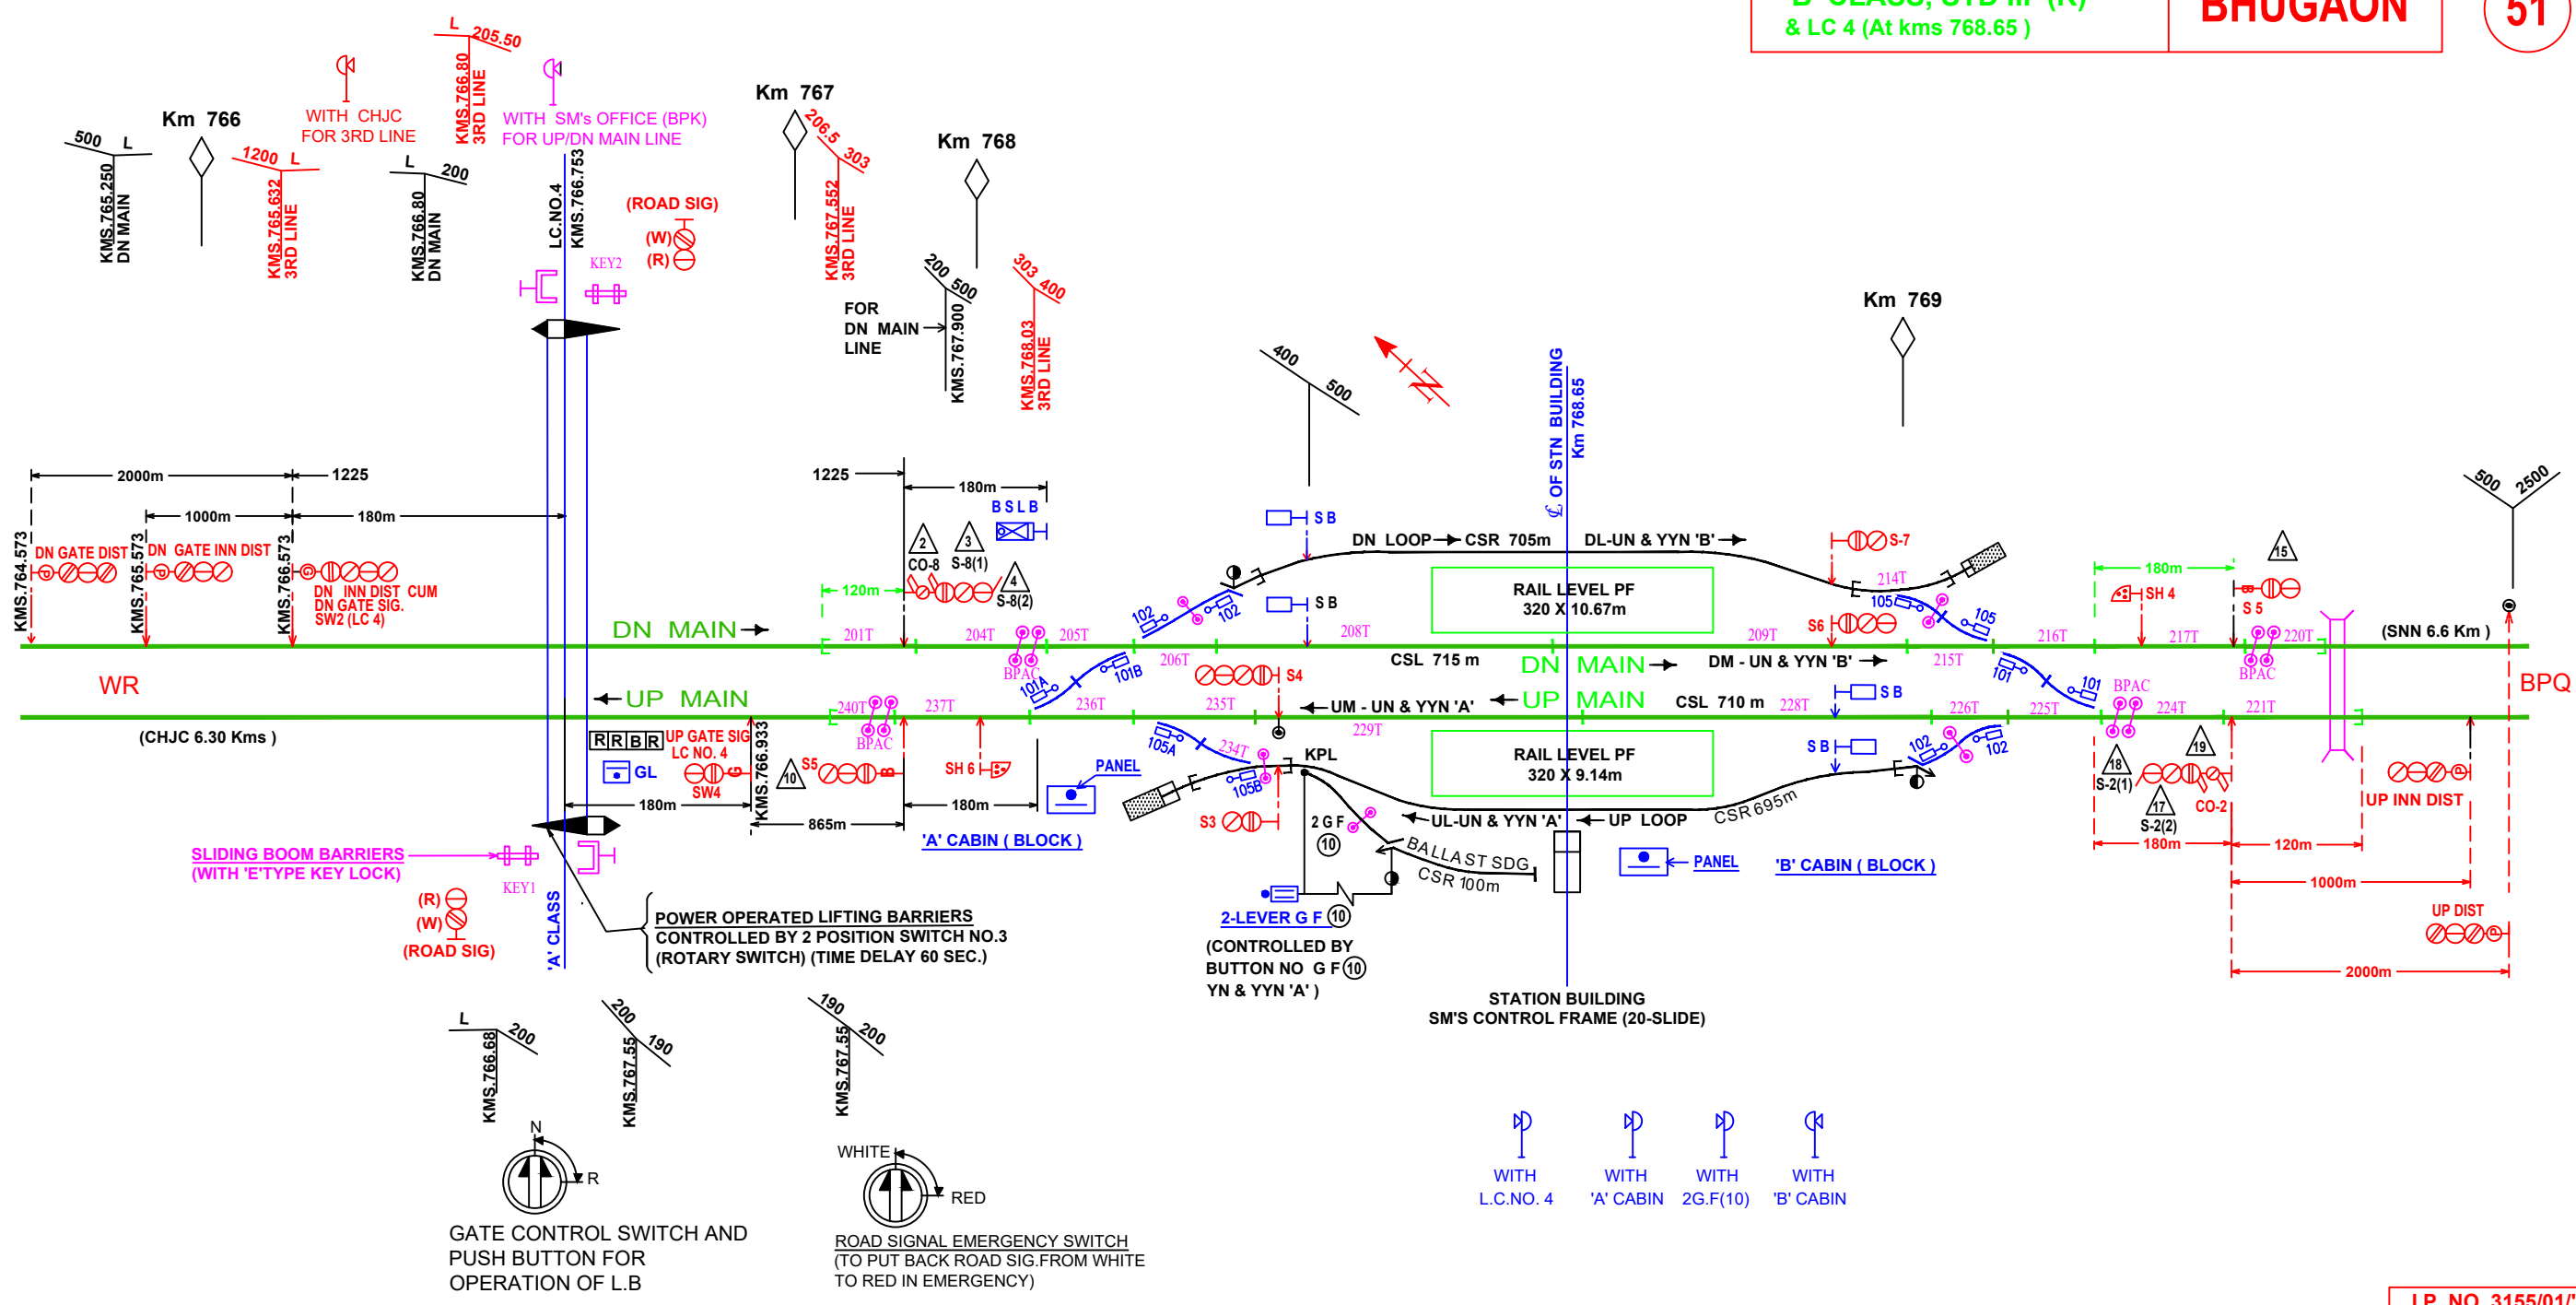 'B' CLASS, STD III (R)
& LC 4 (At kms 768.65 )
BHUGAON
51
L
205.50
KMS.766.80
3RD LINE
WITH CHJC
FOR 3RD LINE
WITH SM's OFFICE (BPK)
FOR UP/DN MAIN LINE
Km 766
Km 767
Km 768
Km 769
500
L
KMS.765.250
DN MAIN
1200
L
KMS.765.632
3RD LINE
L
200
KMS.766.80
DN MAIN
LC.NO.4
KMS.766.753
(ROAD SIG)
(W)
(R)
KEY2
206.5
303
KMS.767.552
3RD LINE
200
500
FOR
DN MAIN
LINE
KMS.767.900
303
400
KMS.768.03
3RD LINE
400
500
N
℄ OF STN BUILDING
Km 768.65
500
2500
2000m
1225
1225
180m
1000m
180m
B S L B
KMS.764.573
DN GATE DIST
P
KMS.765.573
DN GATE INN DIST
P
KMS.766.573
G
DN INN DIST CUM
DN GATE SIG.
SW2 (LC 4)
2
CO-8
3
S-8(1)
4
S-8(2)
120m
S B
S B
DN LOOP
CSR 705m
DL-UN & YYN 'B'
S-7
RAIL LEVEL PF
320 X 10.67m
102
102
214T
105
105
S6
180m
SH 4
15
B
S 5
DN MAIN
201T
204T
205T
BPAC
206T
208T
209T
216T
217T
220T
BPAC
(SNN 6.6 Km )
CSL 715 m
DN MAIN
DM - UN & YYN 'B'
215T
WR
BPQ
101A
101B
S4
101
101
BPAC
UP MAIN
240T
BPAC
237T
236T
235T
UM - UN & YYN 'A'
UP MAIN
CSL 710 m
228T
S B
226T
225T
224T
221T
229T
(CHJC 6.30 Kms )
R R B R
UP GATE SIG
LC NO. 4
G
SW4
GL
KMS.766.933
10
S5
B
SH 6
PANEL
105A
234T
105B
KPL
RAIL LEVEL PF
320 X 9.14m
S B
102
102
18
S-2(1)
19
17
S-2(2)
CO-2
P
UP INN DIST
180m
865m
180m
'A' CABIN ( BLOCK )
S3
2 G F
10
UL-UN & YYN 'A'
UP LOOP
CSR 695m
BALLAST SDG
CSR 100m
PANEL
'B' CABIN ( BLOCK )
180m
120m
1000m
UP DIST
P
2000m
SLIDING BOOM BARRIERS
(WITH 'E'TYPE KEY LOCK)
KEY1
(R)
(W)
(ROAD SIG)
'A' CLASS
POWER OPERATED LIFTING BARRIERS
CONTROLLED BY 2 POSITION SWITCH NO.3
(ROTARY SWITCH) (TIME DELAY 60 SEC.)
2-LEVER G F 10
(CONTROLLED BY
BUTTON NO G F 10
YN & YYN 'A' )
STATION BUILDING
SM'S CONTROL FRAME (20-SLIDE)
L
200
KMS.766.68
200
190
KMS.767.55
190
200
KMS.767.55
N
R
GATE CONTROL SWITCH AND
PUSH BUTTON FOR
OPERATION OF L.B
WHITE
RED
ROAD SIGNAL EMERGENCY SWITCH
(TO PUT BACK ROAD SIG.FROM WHITE
TO RED IN EMERGENCY)
WITH
L.C.NO. 4
WITH
'A' CABIN
WITH
2G.F(10)
WITH
'B' CABIN
I.P. NO. 3155/01/